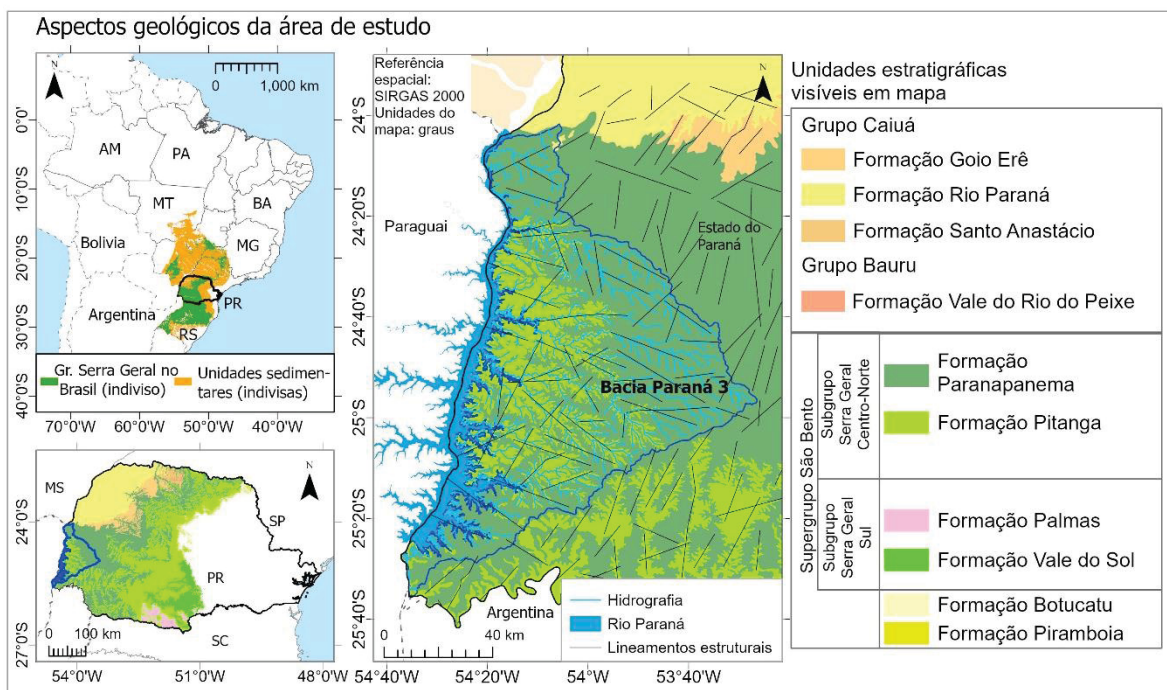 Aspectos geológicos da área de estudo
N
1,000 km
0°
10°0'S
20°0'S
30°0'S
40°0'S
AM
PA
MT
BA
Bolivia
MG
PR
Argentina
RS
Gr. Serra Geral no
Brasil (indiviso)
Unidades sedimen-
tares (indivisas)
70°0'W
60°0'W
50°0'W
40°0'W
MS
N
SP
PR
SC
0 100 km
24°0'S
27°0'S
54°0'W
51°0'W
48°0'W
Referência
espacial:
SIRGAS 2000
Unidades do
mapa: graus
N
24°S
24°20'S
24°40'S
25°S
25°20'S
25°40'S
Paraguai
Estado do
Paraná
Bacia Paraná 3
Argentina
0 40 km
Hidrografia
Rio Paraná
Lineamentos estruturais
54°40'W
54°20'W
54°W
53°40'W
Unidades estratigráficas
visíveis em mapa
Grupo Caiuá
Formação Goio Erê
Formação Rio Paraná
Formação Santo Anastácio
Grupo Bauru
Formação Vale do Rio do Peixe
Supergrupo São Bento
Subgrupo
Serra Geral
Centro-Norte
Formação
Paranapanema
Formação Pitanga
Subgrupo
Serra Geral
Sul
Formação Palmas
Formação Vale do Sol
Formação Botucatu
Formação Piramboia